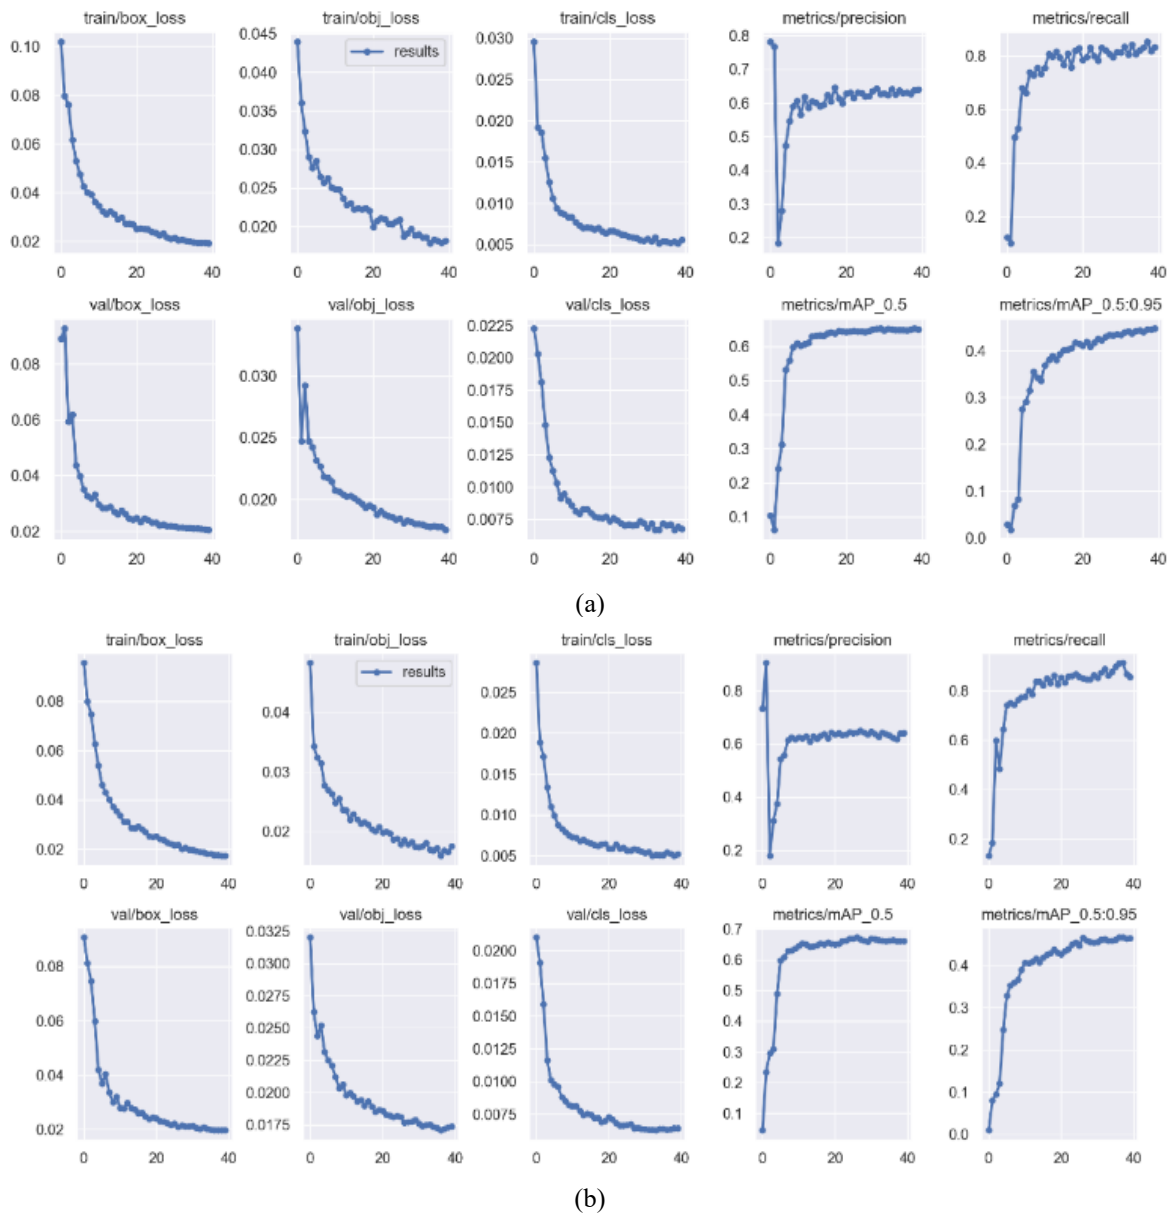 train/box_loss train/obj_loss train/cls_loss metrics/precision metrics/recall
0.10 0.08 0.06 0.04 0.02
0 20 40
0.045 0.040 0.035 0.030 0.025 0.020
results
0 20 40
0.030 0.025 0.020 0.015 0.010 0.005
0 20 40
0.8 0.7 0.6 0.5 0.4 0.3 0.2
0 20 40
0.8 0.6 0.4 0.2
0 20 40
val/box_loss val/obj_loss val/cls_loss metrics/mAP_0.5 metrics/mAP_0.5:0.95
0.08 0.06 0.04 0.02
0 20 40
0.030 0.025 0.020
0 20 40
0.0225 0.0200 0.0175 0.0150 0.0125 0.0100 0.0075
0 20 40
0.6 0.5 0.4 0.3 0.2 0.1
0 20 40
0.4 0.3 0.2 0.1 0.0
0 20 40
(a)
train/box_loss train/obj_loss train/cls_loss metrics/precision metrics/recall
0.08 0.06 0.04 0.02
0 20 40
0.04 0.03 0.02
results
0 20 40
0.025 0.020 0.015 0.010 0.005
0 20 40
0.8 0.6 0.4 0.2
0 20 40
0.8 0.6 0.4 0.2
0 20 40
val/box_loss val/obj_loss val/cls_loss metrics/mAP_0.5 metrics/mAP_0.5:0.95
0.08 0.06 0.04 0.02
0 20 40
0.0325 0.0300 0.0275 0.0250 0.0225 0.0200 0.0175
0 20 40
0.0200 0.0175 0.0150 0.0125 0.0100 0.0075
0 20 40
0.7 0.6 0.5 0.4 0.3 0.2 0.1
0 20 40
0.4 0.3 0.2 0.1 0.0
0 20 40
(b)